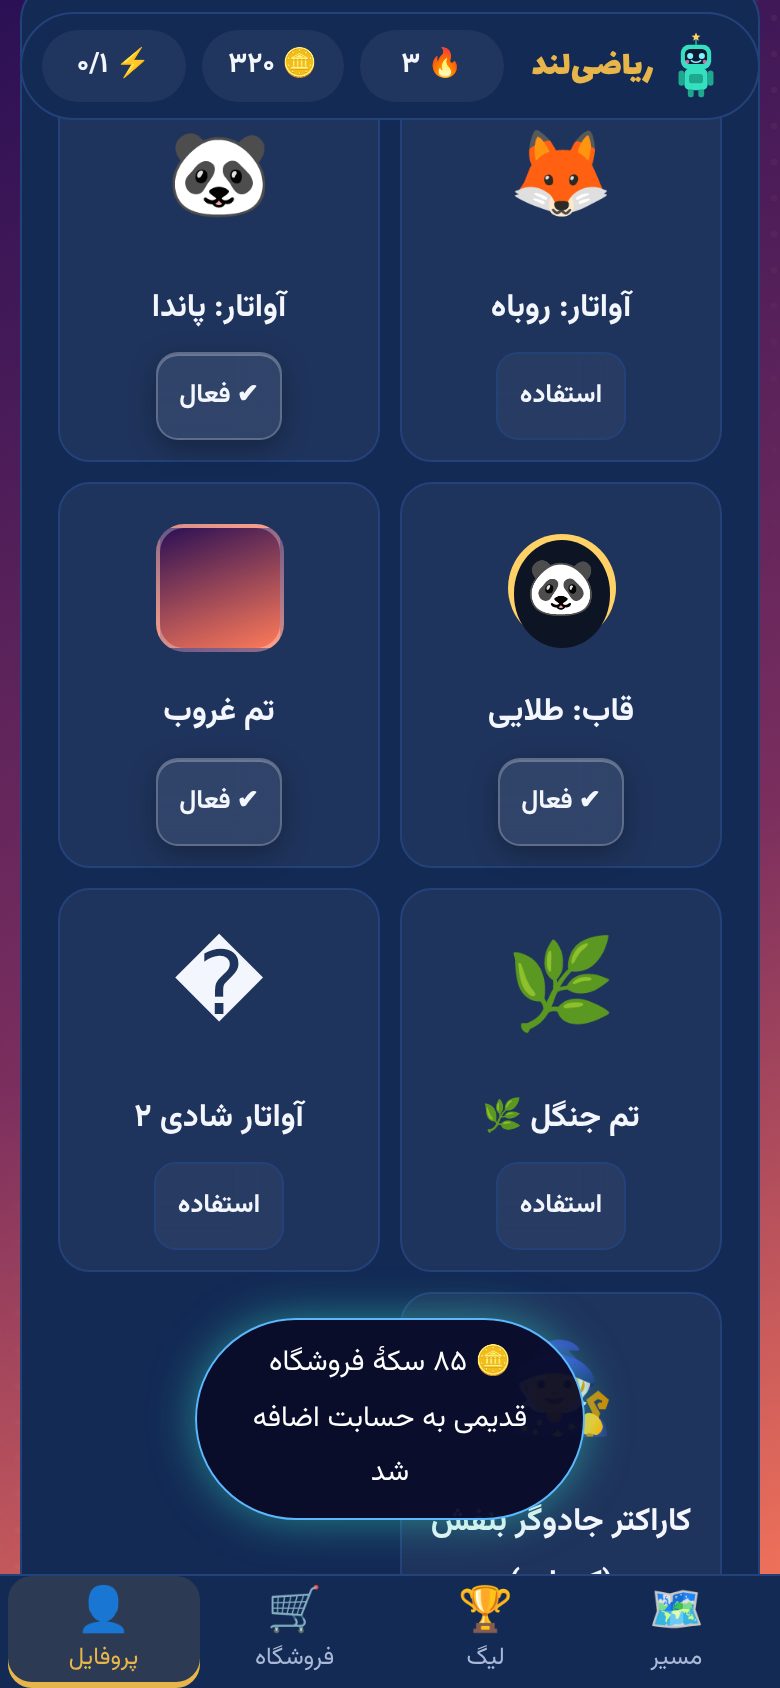 ریاضی‌لند
۳
۳۲۰
۰/۱
آواتار: روباه
آواتار: پاندا
استفاده
✔ فعال
قاب: طلایی
تم غروب
✔ فعال
✔ فعال
تم جنگل
آواتار شادی ۲
استفاده
استفاده
۸۵ سکهٔ فروشگاه
قدیمی به حسابت اضافه
شد
کاراکتر جادوگر بنفش
مسیر
لیگ
فروشگاه
پروفایل